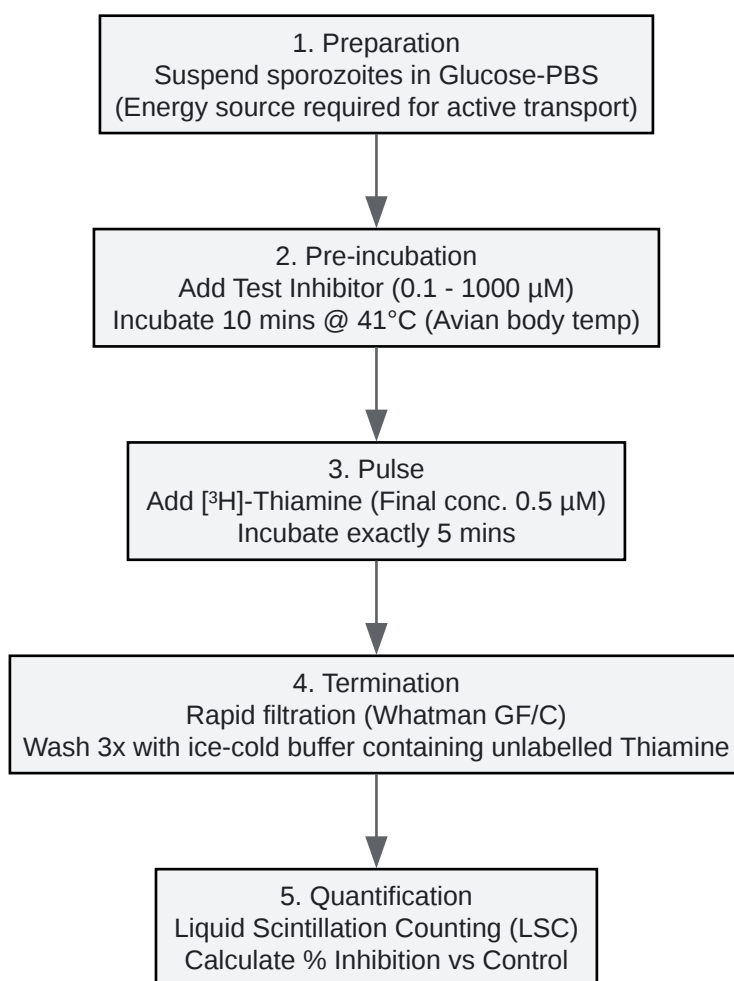 1. Preparation
Suspend sporozoites in Glucose-PBS
(Energy source required for active transport)
2. Pre-incubation
Add Test Inhibitor (0.1 - 1000 µM)
Incubate 10 mins @ 41°C (Avian body temp)
3. Pulse
Add [³H]-Thiamine (Final conc. 0.5 µM)
Incubate exactly 5 mins
4. Termination
Rapid filtration (Whatman GF/C)
Wash 3x with ice-cold buffer containing unlabelled Thiamine
5. Quantification
Liquid Scintillation Counting (LSC)
Calculate % Inhibition vs Control